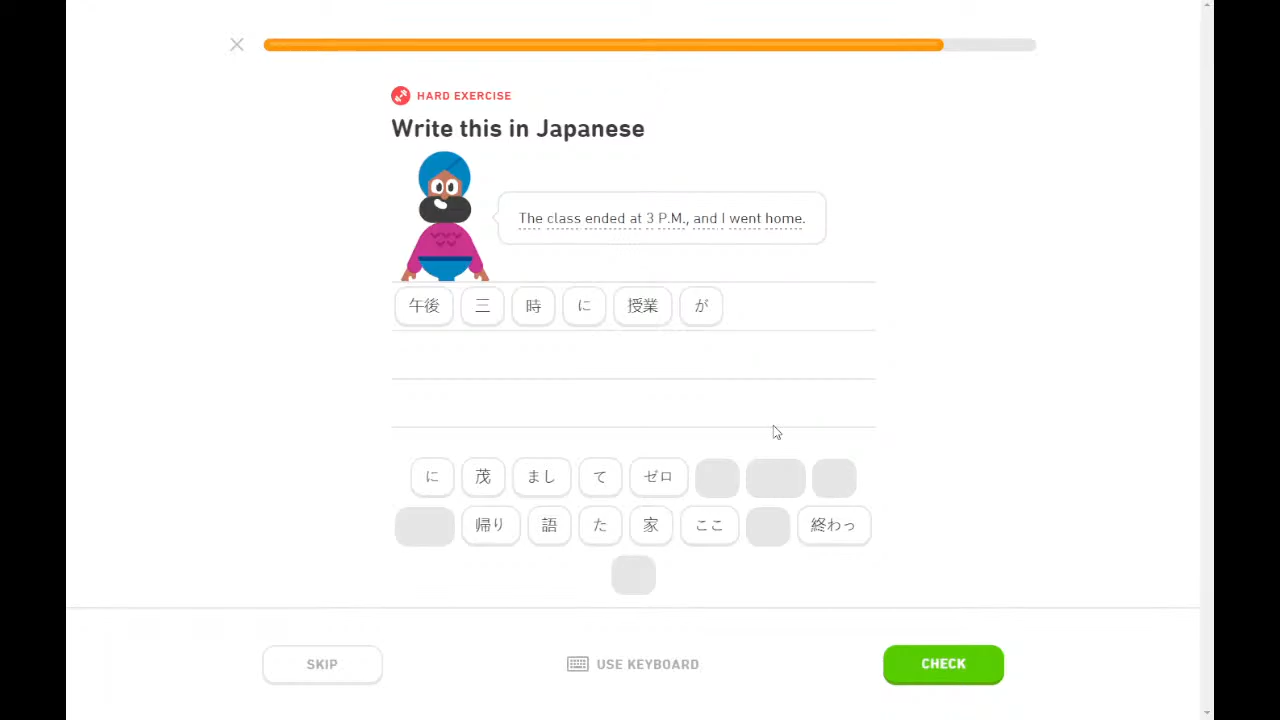 HARD EXERCISE
Write this in Japanese
The class ended at 3 P.M., and I went home.
午後 三 時 に 授業 が
に 茂 まし て ゼロ
帰り 語 た 家 ここ 終わっ
SKIP USE KEYBOARD CHECK